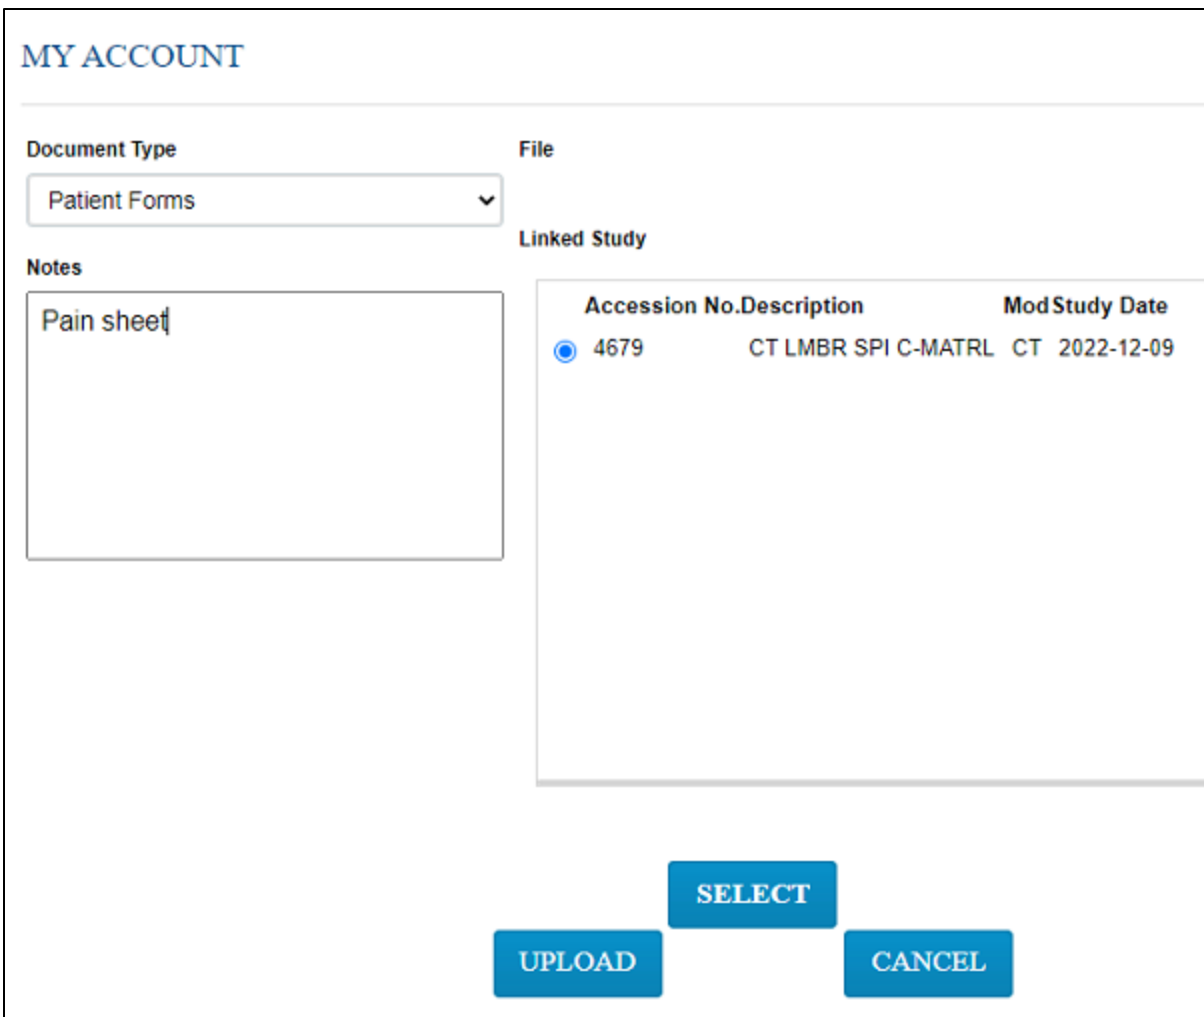 MY ACCOUNT
Document Type
Patient Forms
Notes
Pain sheet
File
Linked Study
Accession No.Description Mod Study Date
4679 CT LMBR SPI C-MATRL CT 2022-12-09
SELECT
UPLOAD CANCEL